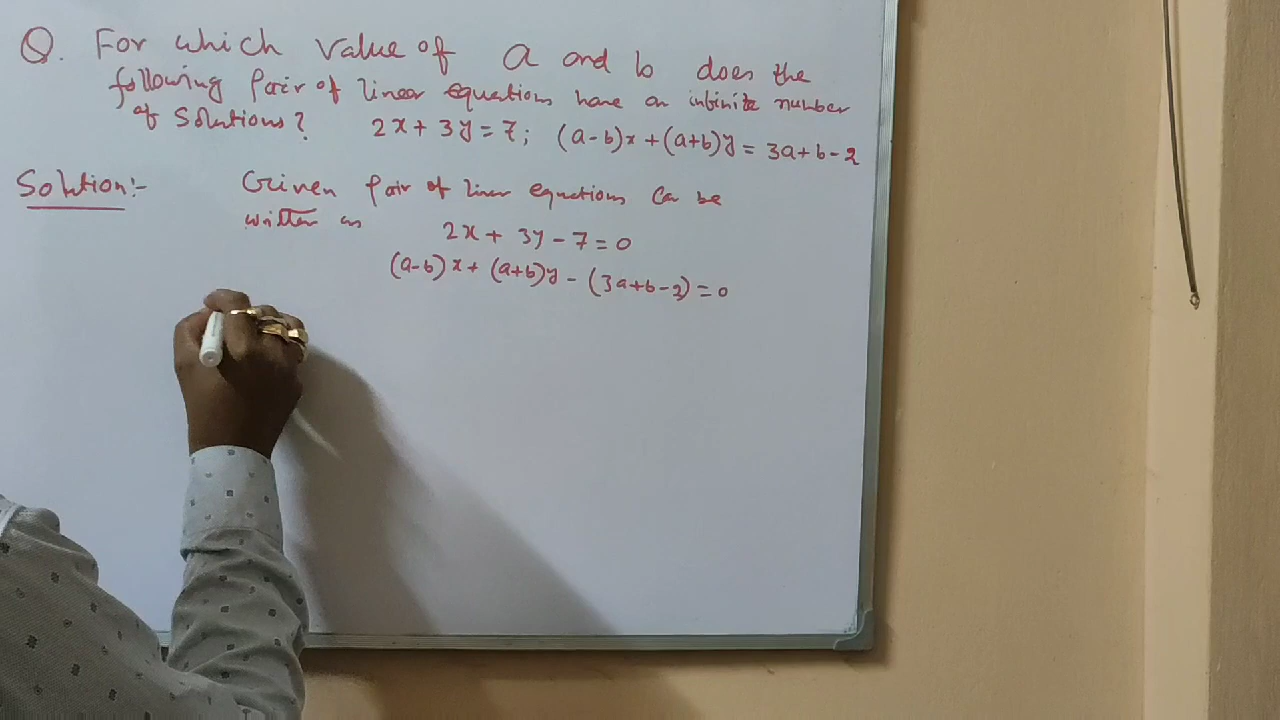 Q. For which value of a and b does the
following pair of linear equations have an infinite number
of solutions? 2x + 3y = 7; (a-b)x + (a+b)y = 3a+b-2
Solution:- Given pair of linear equations can be
written as 2x + 3y - 7 = 0
(a-b)x + (a+b)y - (3a+b-2) = 0